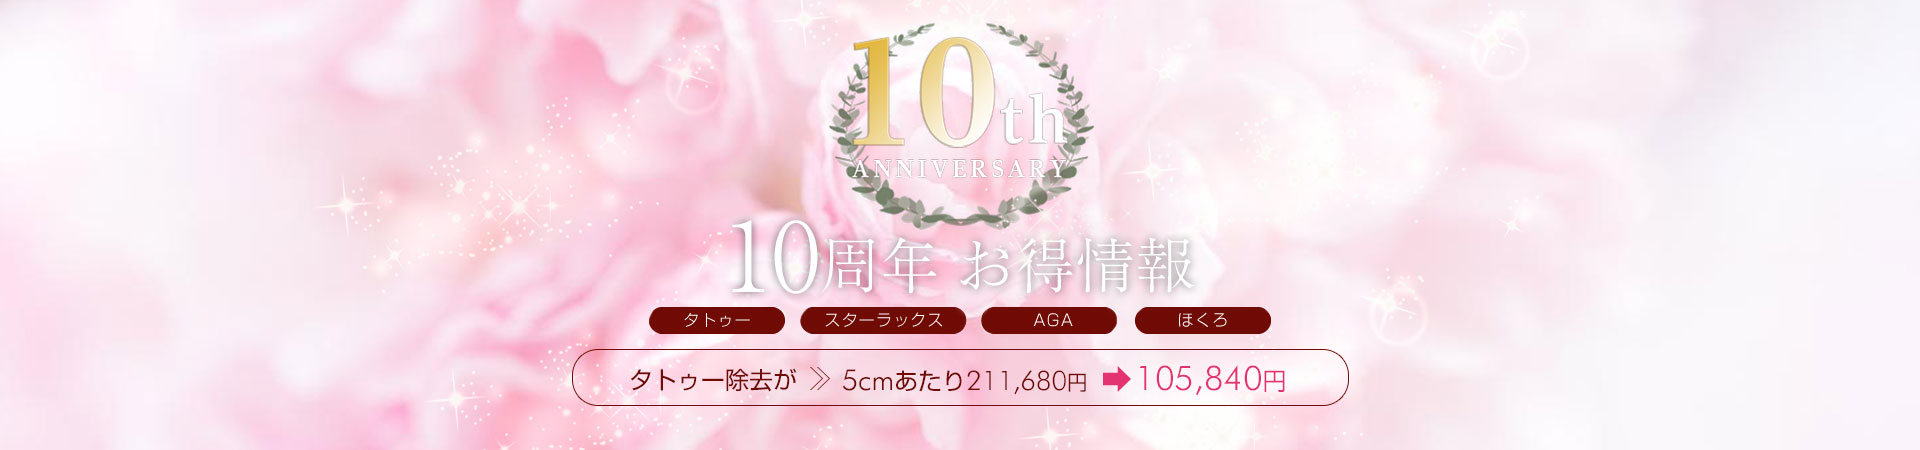 10th
ANNIVERSARY
10周年 お得情報
タトゥー スターラックス AGA ほくろ
タトゥー除去が ≫ 5cmあたり211,680円 ➡ 105,840円